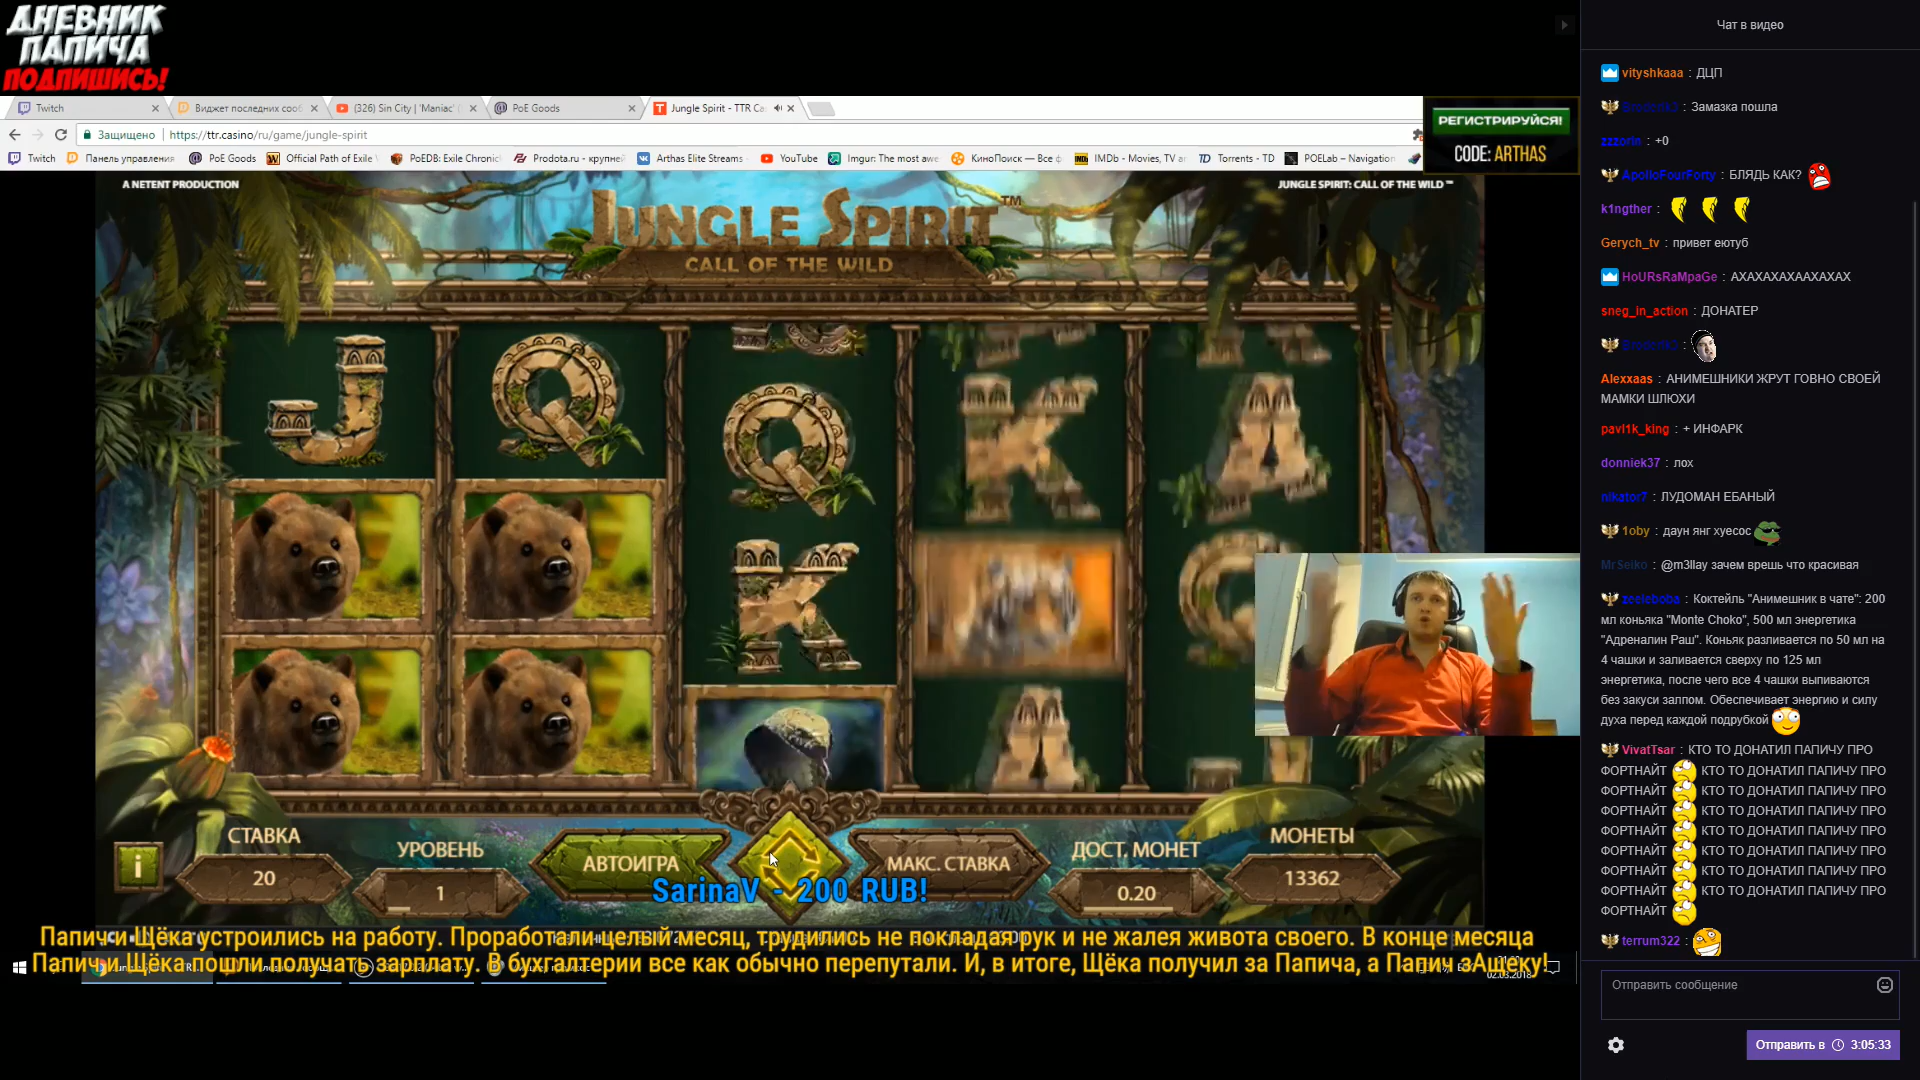 ДНЕВНИК
ПАПИЧА
ПОДПИШИСЬ!
Twitch
Виджет последних сооб
(326) Sin City | 'Maniac' (
PoE Goods
Jungle Spirit - TTR Ca
Защищено
https://ttr.casino/ru/game/jungle-spirit
Twitch
Панель управления
PoE Goods
Official Path of Exile
PoEDB: Exile Chronic
Prodota.ru - крупней
Arthas Elite Streams
YouTube
Imgur: The most awe
КиноПоиск — Все ф
IMDb - Movies, TV a
Torrents - TD
POELab – Navigation
РЕГИСТРИРУЙСЯ!
CODE: ARTHAS
A NETENT PRODUCTION
JUNGLE SPIRIT: CALL OF THE WILD ™
JUNGLE SPIRIT™
CALL OF THE WILD
J Q Q K A
K
A
СТАВКА
20
УРОВЕНЬ
1
АВТОИГРА
МАКС. СТАВКА
ДОСТ. МОНЕТ
0.20
МОНЕТЫ
13362
SarinaV - 200 RUB!
Папич и Щёка устроились на работу. Проработали целый месяц, трудились не покладая рук и не жалея живота своего. В конце месяца
Папич и Щёка пошли получать зарплату. В бухгалтерии все как обычно перепутали. И, в итоге, Щёка получил за Папича, а Папич за Щёку!
02.03.2018
Чат в видео
vityshkaaa : ДЦП
: Замазка пошла
zzzorin : +0
ApolloFourForty : БЛЯДЬ КАК?
k1ngther :
Gerych_tv : привет еютуб
HoURsRaMpaGe : АХАХАХАХААХАХАХ
sneg_in_action : ДОНАТЕР
Alexxaas : АНИМЕШНИКИ ЖРУТ ГОВНО СВОЕЙ
МАМКИ ШЛЮХИ
pavl1k_king : + ИНФАРК
donniek37 : лох
nikator7 : ЛУДОМАН ЕБАНЫЙ
1oby : даун янг хуесос
MrSeiko : @m3llay зачем врешь что красивая
zeeleboba : Коктейль "Анимешник в чате": 200
мл коньяка "Monte Choko", 500 мл энергетика
"Адреналин Раш". Коньяк разливается по 50 мл на
4 чашки и заливается сверху по 125 мл
энергетика, после чего все 4 чашки выпиваются
без закуси залпом. Обеспечивает энергию и силу
духа перед каждой подрубкой
VivatTsar : КТО ТО ДОНАТИЛ ПАПИЧУ ПРО
ФОРТНАЙТ КТО ТО ДОНАТИЛ ПАПИЧУ ПРО
ФОРТНАЙТ КТО ТО ДОНАТИЛ ПАПИЧУ ПРО
ФОРТНАЙТ КТО ТО ДОНАТИЛ ПАПИЧУ ПРО
ФОРТНАЙТ КТО ТО ДОНАТИЛ ПАПИЧУ ПРО
ФОРТНАЙТ КТО ТО ДОНАТИЛ ПАПИЧУ ПРО
ФОРТНАЙТ КТО ТО ДОНАТИЛ ПАПИЧУ ПРО
ФОРТНАЙТ КТО ТО ДОНАТИЛ ПАПИЧУ ПРО
ФОРТНАЙТ
terrum322 :
Отправить сообщение
Отправить в 3:05:33